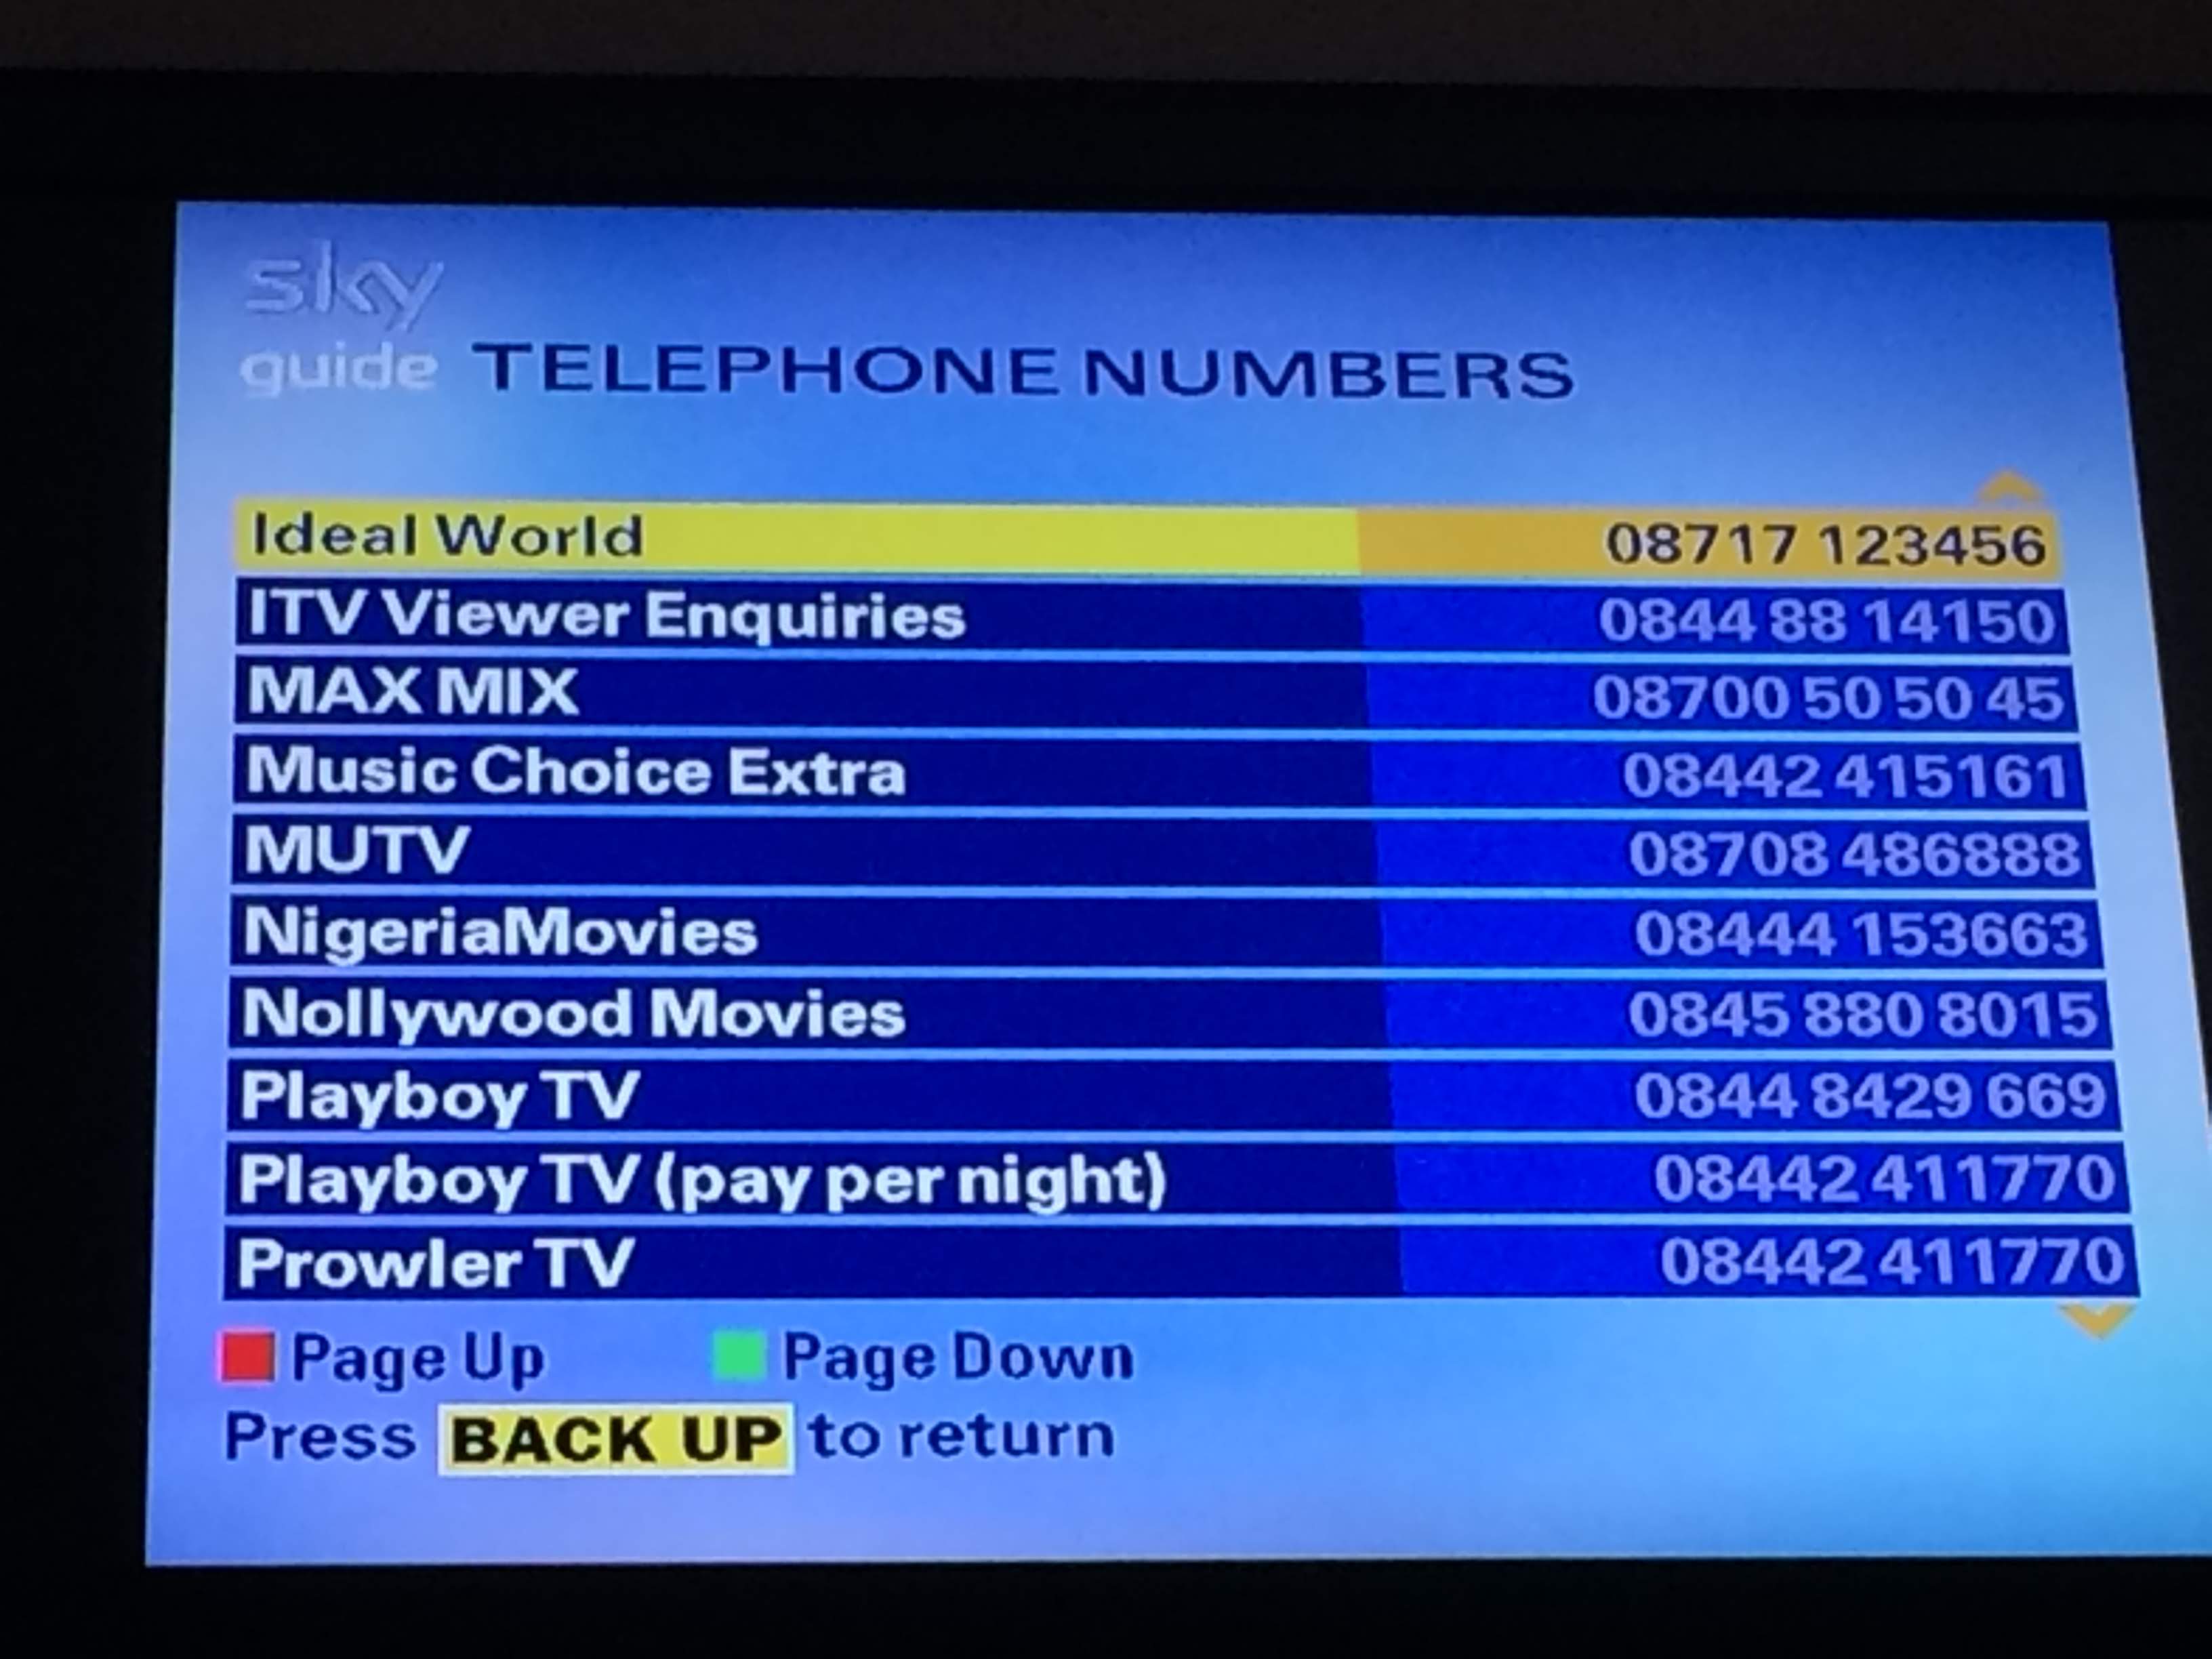 sky
guide TELEPHONE NUMBERS
Ideal World 08717 123456
ITV Viewer Enquiries 0844 88 14150
MAX MIX 08700 50 50 45
Music Choice Extra 08442 415161
MUTV 08708 486888
NigeriaMovies 08444 153663
Nollywood Movies 0845 880 8015
Playboy TV 0844 8429 669
Playboy TV (pay per night) 08442 411770
Prowler TV 08442 411770
Page Up Page Down
Press BACK UP to return